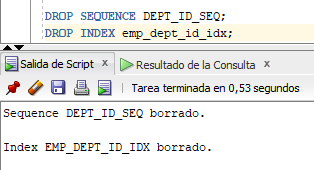 DROP SEQUENCE DEPT_ID_SEQ;
DROP INDEX emp_dept_id_idx;
Salida de Script x Resultado de la Consulta x
Tarea terminada en 0,53 segundos
Sequence DEPT_ID_SEQ borrado.
Index EMP_DEPT_ID_IDX borrado.